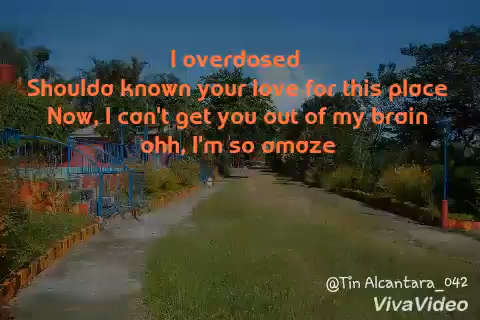 I overdosed
Shoulda known your love for this place
Now, I can't get you out of my brain
ohh, I'm so amaze
@Tin Alcantara_042
VivaVideo